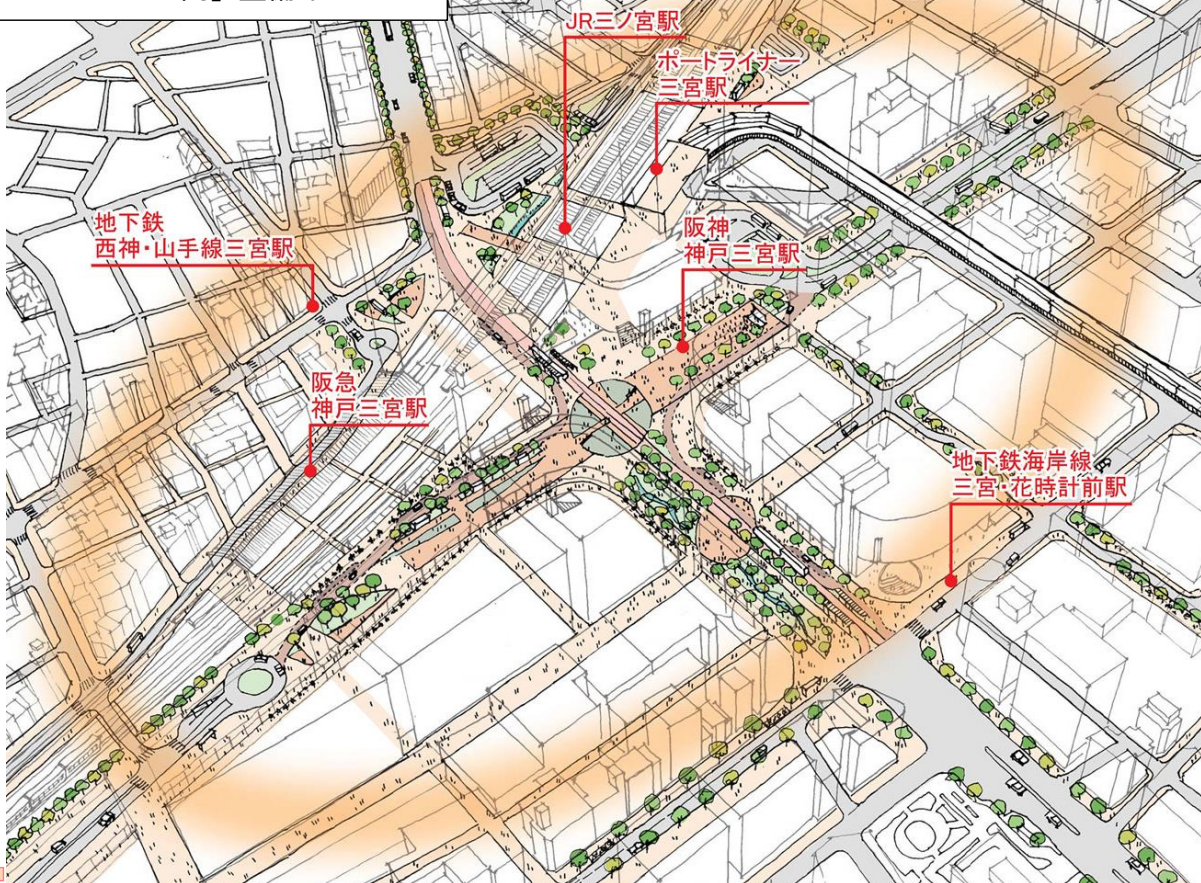 JR三ノ宮駅
ポートライナー
三宮駅
地下鉄
西神・山手線三宮駅
阪神
神戸三宮駅
阪急
神戸三宮駅
地下鉄海岸線
三宮・花時計前駅